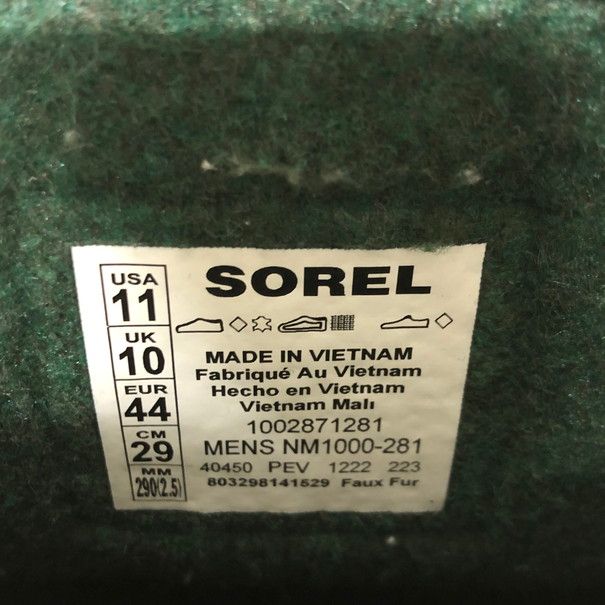 USA
11
UK
10
EUR
44
CM
29
MM
290(2.5)
SOREL
MADE IN VIETNAM
Fabriqué Au Vietnam
Hecho en Vietnam
Vietnam Malı
1002871281
MENS NM1000-281
40450 PEV 1222 223
803298141529 Faux Fur